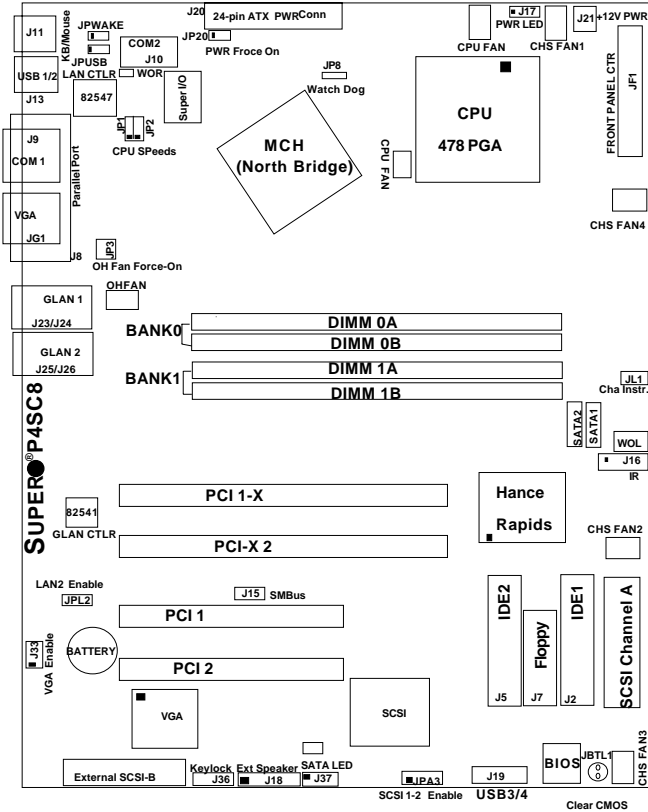 J20
24-pin ATX PWR Conn
J17
PWR LED
J21
+12V PWR
J11
KB/Mouse
JPWAKE
JPUSB
COM2
J10
JP20
PWR Froce On
CPU FAN
CHS FAN1
USB 1/2
J13
LAN CTLR
WOR
82547
Super I/O
JP8
Watch Dog
FRONT PANEL CTR
JF1
JP1
JP2
CPU SPeeds
MCH
(North Bridge)
CPU
478 PGA
CPU FAN
J9
COM 1
Parallel Port
VGA
JG1
J8
JP3
OH Fan Force-On
CHS FAN4
OHFAN
GLAN 1
J23/J24
GLAN 2
J25/J26
BANK0
DIMM 0A
DIMM 0B
BANK1
DIMM 1A
DIMM 1B
JL1
Cha Instr.
SATA2
SATA1
WOL
J16
IR
SUPER®P4SC8
PCI 1-X
Hance
Rapids
82541
GLAN CTLR
PCI-X 2
CHS FAN2
LAN2 Enable
JPL2
J15
SMBus
IDE2
J5
Floppy
J7
IDE1
J2
SCSI Channel A
PCI 1
J33
VGA Enable
BATTERY
PCI 2
VGA
SCSI
External SCSI-B
Keylock
J36
Ext Speaker
J18
SATA LED
J37
JPA3
SCSI 1-2 Enable
J19
USB3/4
BIOS
JBTL1
CHS FAN3
Clear CMOS